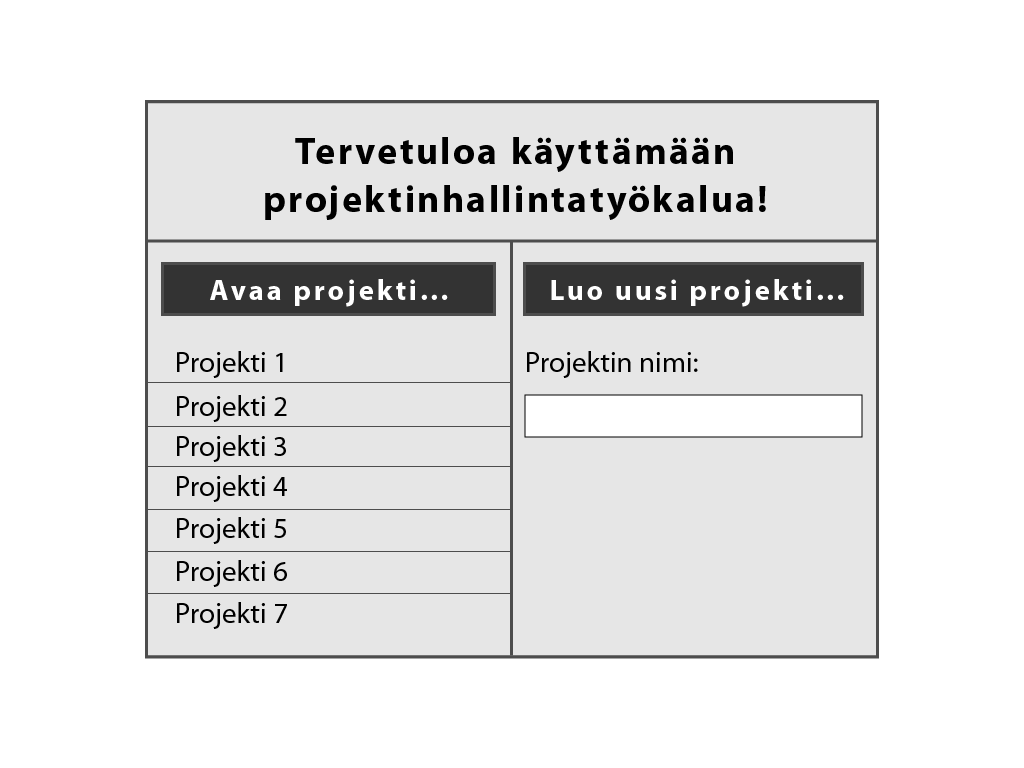 Tervetuloa käyttämään
projektinhallintatyökalua!
Avaa projekti...
Projekti 1
Projekti 2
Projekti 3
Projekti 4
Projekti 5
Projekti 6
Projekti 7
Luo uusi projekti...
Projektin nimi: